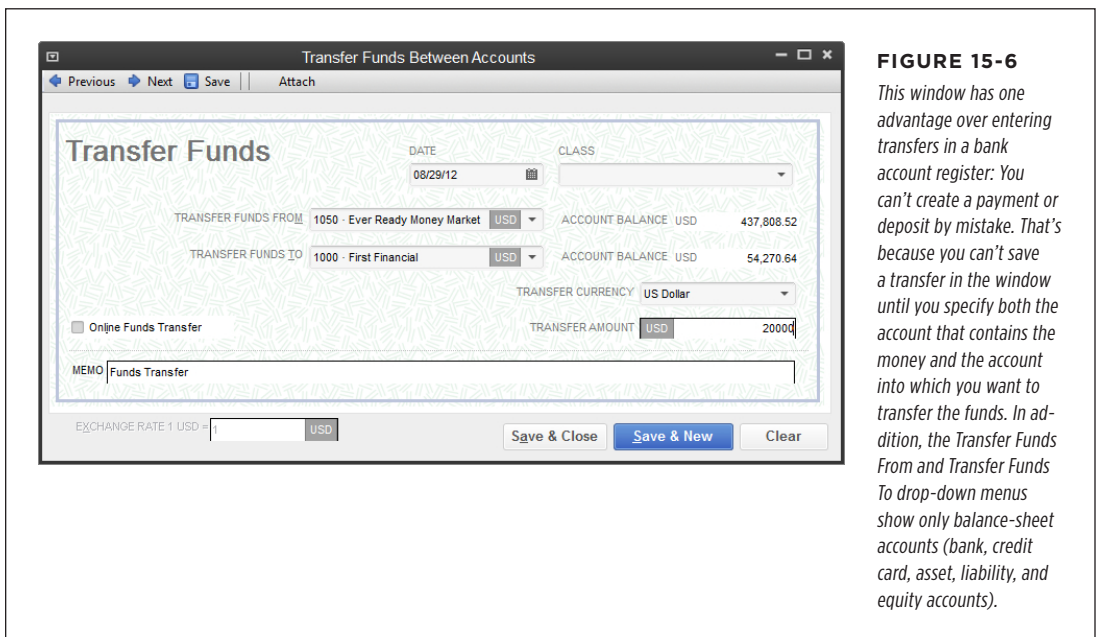 Transfer Funds Between Accounts
Previous Next Save Attach
Transfer Funds
DATE
CLASS
08/29/12
TRANSFER FUNDS FROM 1050 · Ever Ready Money Market USD ACCOUNT BALANCE USD 437,808.52
TRANSFER FUNDS TO 1000 · First Financial USD ACCOUNT BALANCE USD 54,270.64
TRANSFER CURRENCY US Dollar
Online Funds Transfer
TRANSFER AMOUNT USD 20000
MEMO Funds Transfer
EXCHANGE RATE 1 USD = 1 USD
Save & Close Save & New Clear
FIGURE 15-6
This window has one
advantage over entering
transfers in a bank
account register: You
can't create a payment or
deposit by mistake. That's
because you can't save
a transfer in the window
until you specify both the
account that contains the
money and the account
into which you want to
transfer the funds. In ad-
dition, the Transfer Funds
From and Transfer Funds
To drop-down menus
show only balance-sheet
accounts (bank, credit
card, asset, liability, and
equity accounts).